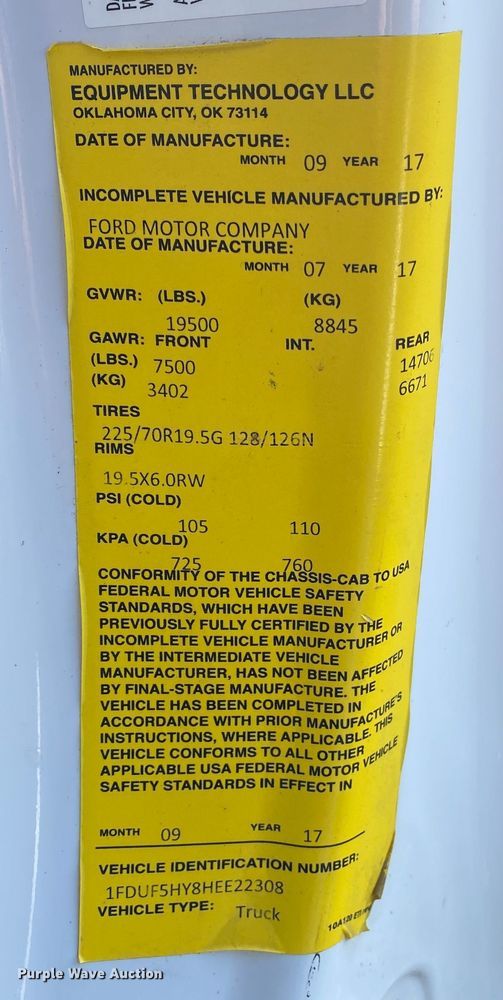 MANUFACTURED BY:
EQUIPMENT TECHNOLOGY LLC
OKLAHOMA CITY, OK 73114
DATE OF MANUFACTURE:
MONTH 09 YEAR 17
INCOMPLETE VEHICLE MANUFACTURED BY:
FORD MOTOR COMPANY
DATE OF MANUFACTURE:
MONTH 07 YEAR 17
GVWR: (LBS.) (KG)
19500 8845
GAWR: FRONT INT. REAR
(LBS.) 7500 14706
(KG) 3402 6671
TIRES
225/70R19.5G 128/126N
RIMS
19.5X6.0RW
PSI (COLD)
105 110
KPA (COLD)
725 760
CONFORMITY OF THE CHASSIS-CAB TO USA
FEDERAL MOTOR VEHICLE SAFETY
STANDARDS, WHICH HAVE BEEN
PREVIOUSLY FULLY CERTIFIED BY THE
INCOMPLETE VEHICLE MANUFACTURER OR
BY THE INTERMEDIATE VEHICLE
MANUFACTURER, HAS NOT BEEN AFFECTED
BY FINAL-STAGE MANUFACTURE. THE
VEHICLE HAS BEEN COMPLETED IN
ACCORDANCE WITH PRIOR MANUFACTURE'S
INSTRUCTIONS, WHERE APPLICABLE. THIS
VEHICLE CONFORMS TO ALL OTHER
APPLICABLE USA FEDERAL MOTOR VEHICLE
SAFETY STANDARDS IN EFFECT IN
MONTH 09 YEAR 17
VEHICLE IDENTIFICATION NUMBER:
1FDUF5HY8HEE22308
VEHICLE TYPE: Truck
10A120
Purple Wave Auction